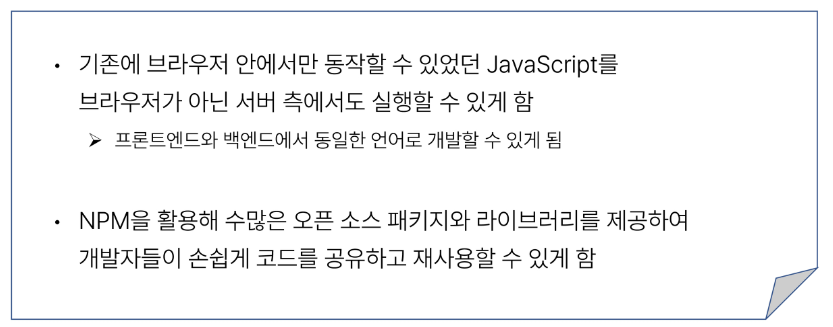 • 기존에 브라우저 안에서만 동작할 수 있었던 JavaScript를
브라우저가 아닌 서버 측에서도 실행할 수 있게 함
➢ 프론트엔드와 백엔드에서 동일한 언어로 개발할 수 있게 됨
• NPM을 활용해 수많은 오픈 소스 패키지와 라이브러리를 제공하여
개발자들이 손쉽게 코드를 공유하고 재사용할 수 있게 함